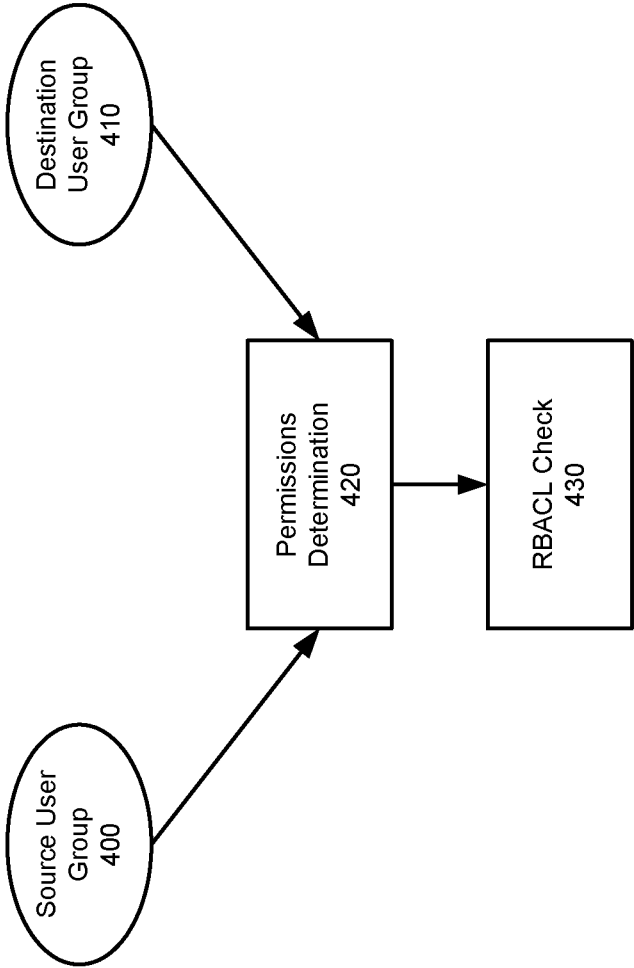 Source User
Group
400
Destination
User Group
410
Permissions
Determination
420
RBACL Check
430